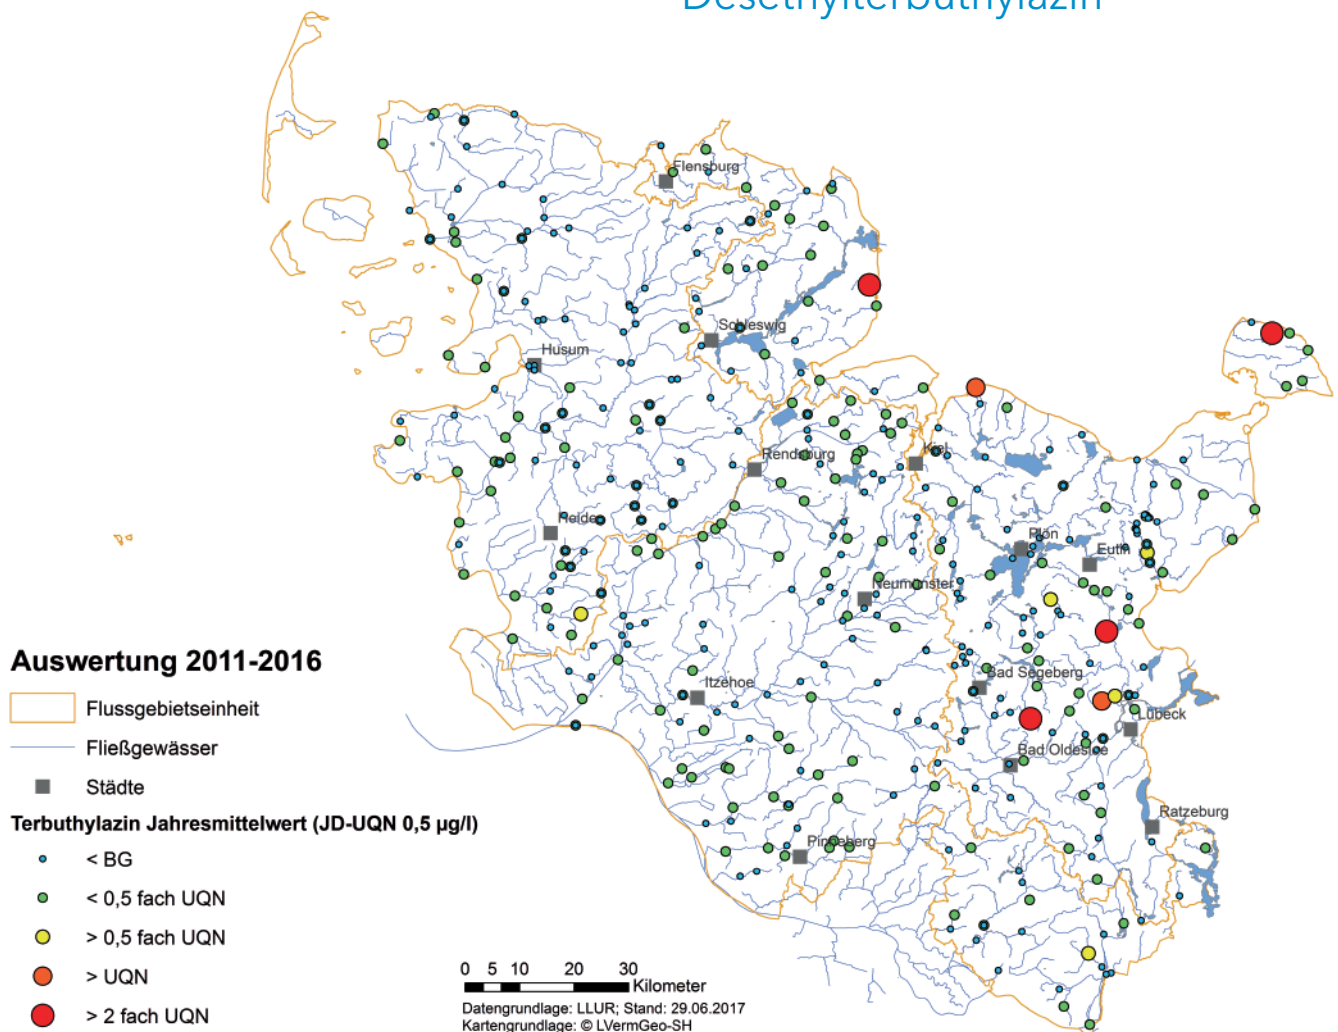 Desethylterbuthylazin
Flensburg
Schleswig
Husum
Rendsburg
Kiel
Heide
Plön
Eutin
Neumünster
Itzehoe
Bad Segeberg
Lübeck
Bad Oldesloe
Ratzeburg
Pinneberg
Auswertung 2011-2016
Flussgebietseinheit
Fließgewässer
Städte
Terbuthylazin Jahresmittelwert (JD-UQN 0,5 µg/l)
< BG
< 0,5 fach UQN
> 0,5 fach UQN
> UQN
> 2 fach UQN
0 5 10 20 30
Kilometer
Datengrundlage: LLUR; Stand: 29.06.2017
Kartengrundlage: © LVermGeo-SH